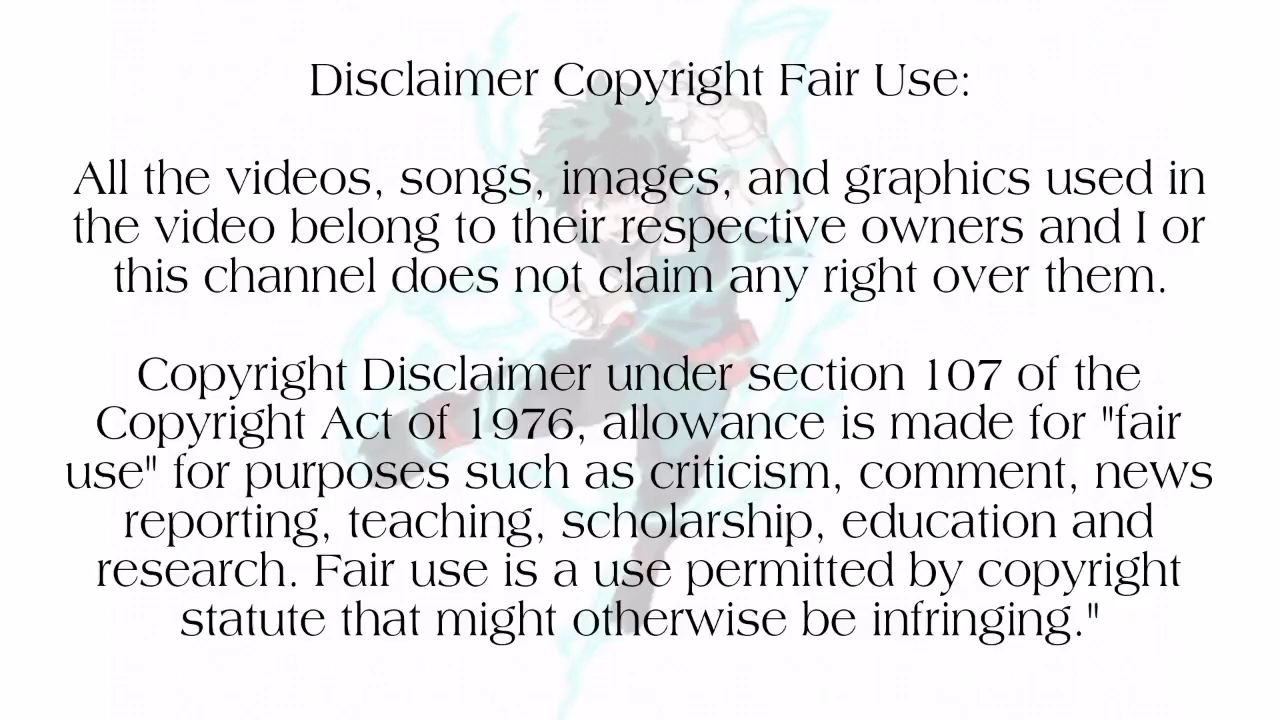 Disclaimer Copyright Fair Use:
All the videos, songs, images, and graphics used in
the video belong to their respective owners and I or
this channel does not claim any right over them.
Copyright Disclaimer under section 107 of the
Copyright Act of 1976, allowance is made for "fair
use" for purposes such as criticism, comment, news
reporting, teaching, scholarship, education and
research. Fair use is a use permitted by copyright
statute that might otherwise be infringing."